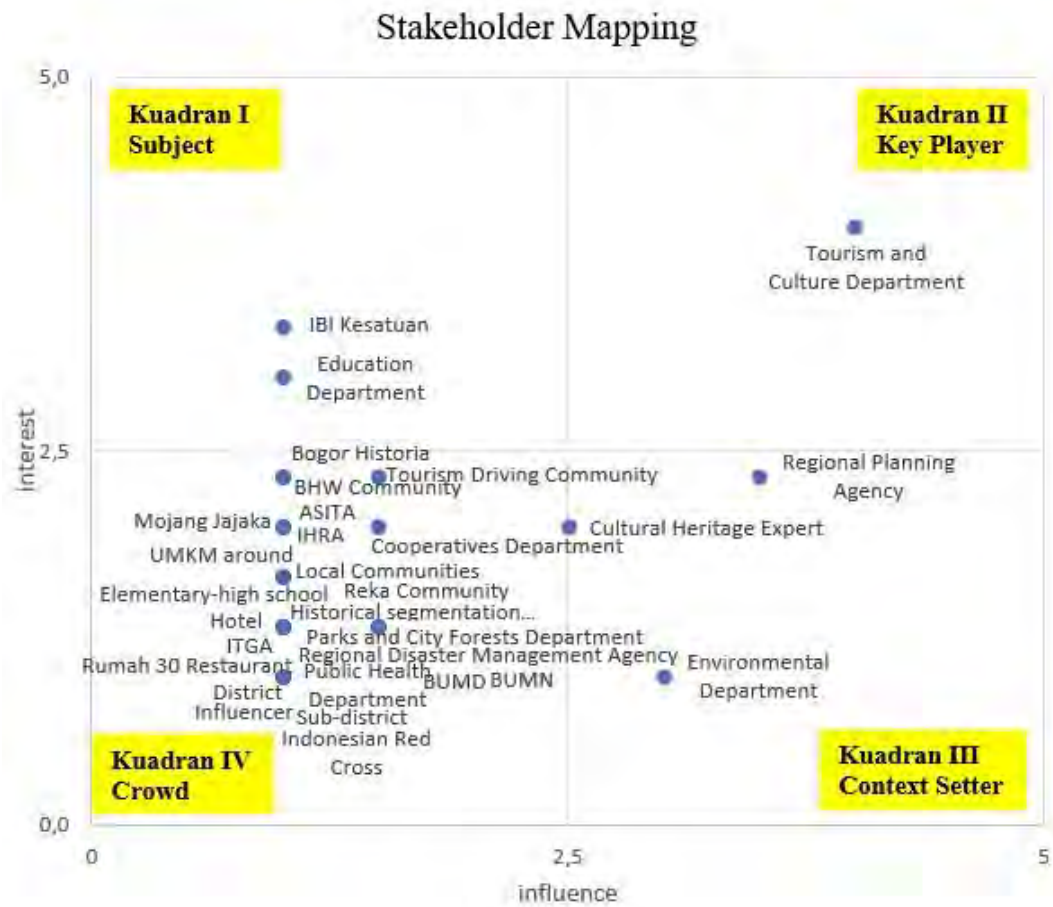 Stakeholder Mapping
5,0
Kuadran I
Subject
Kuadran II
Key Player
Tourism and
Culture Department
IBI Kesatuan
Education
Department
interest
2,5
Bogor Historia
Tourism Driving Community
BHW Community
Regional Planning
Agency
ASITA
Mojang Jajaka
IHRA
Cultural Heritage Expert
Cooperatives Department
UMKM around
Local Communities
Elementary-high school
Reka Community
Historical segmentation...
Hotel
Parks and City Forests Department
ITGA
Regional Disaster Management Agency
Rumah 30 Restaurant
Public Health
Department
BUMD
BUMN
Environmental
Department
District
Influencer
Sub-district
Indonesian Red
Cross
Kuadran IV
Crowd
Kuadran III
Context Setter
0,0
0
2,5
5
influence